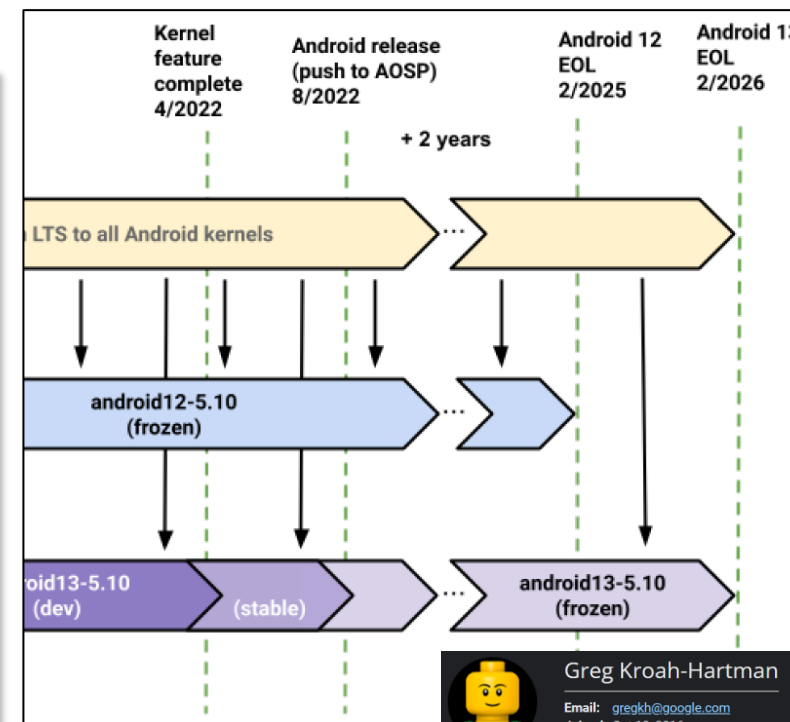 Kernel
feature
complete
4/2022
Android release
(push to AOSP)
8/2022
Android 12
EOL
2/2025
Android 13
EOL
2/2026
+ 2 years
LTS to all Android kernels
...
android12-5.10
(frozen)
...
roid13-5.10
(dev)
(stable)
...
android13-5.10
(frozen)
Greg Kroah-Hartman
Email: gregkh@google.com